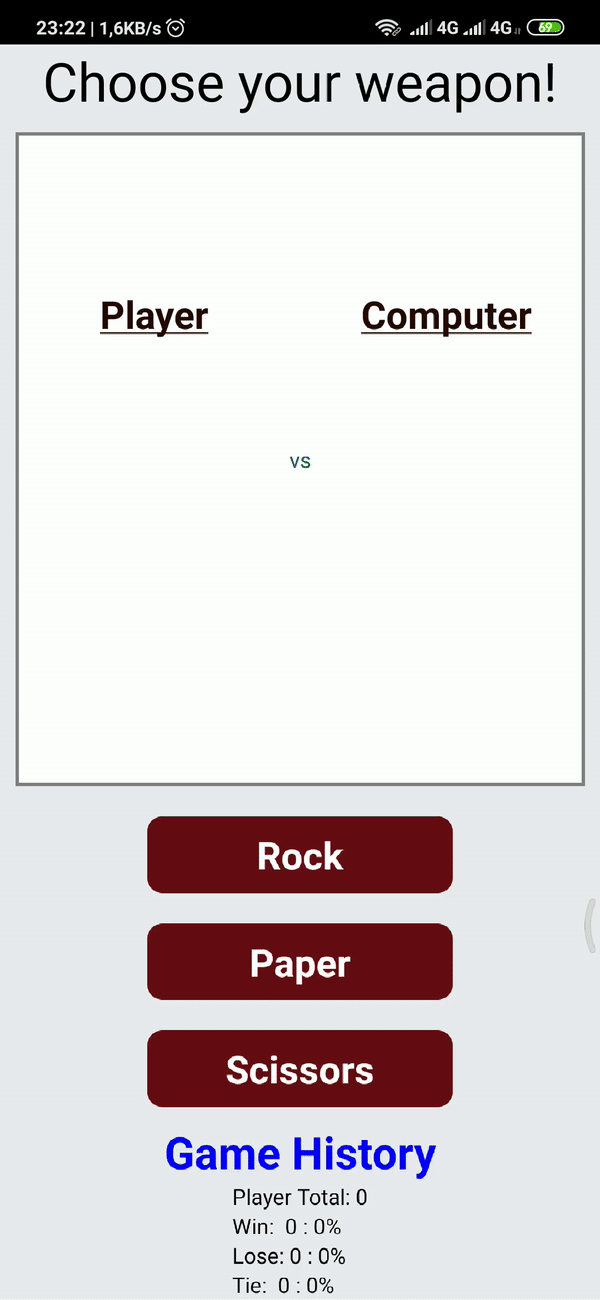 23:22 | 1,6KB/s
4G 4G 69
Choose your weapon!
Player Computer
vs
Rock
Paper
Scissors
Game History
Player Total: 0
Win: 0 : 0%
Lose: 0 : 0%
Tie: 0 : 0%